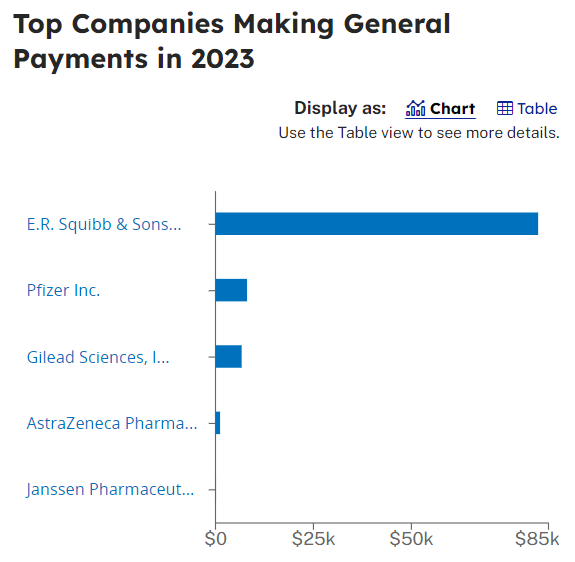 Top Companies Making General
Payments in 2023
Display as: Chart Table
Use the Table view to see more details.
E.R. Squibb & Sons...
Pfizer Inc.
Gilead Sciences, I...
AstraZeneca Pharma...
Janssen Pharmaceut...
$0 $25k $50k $85k